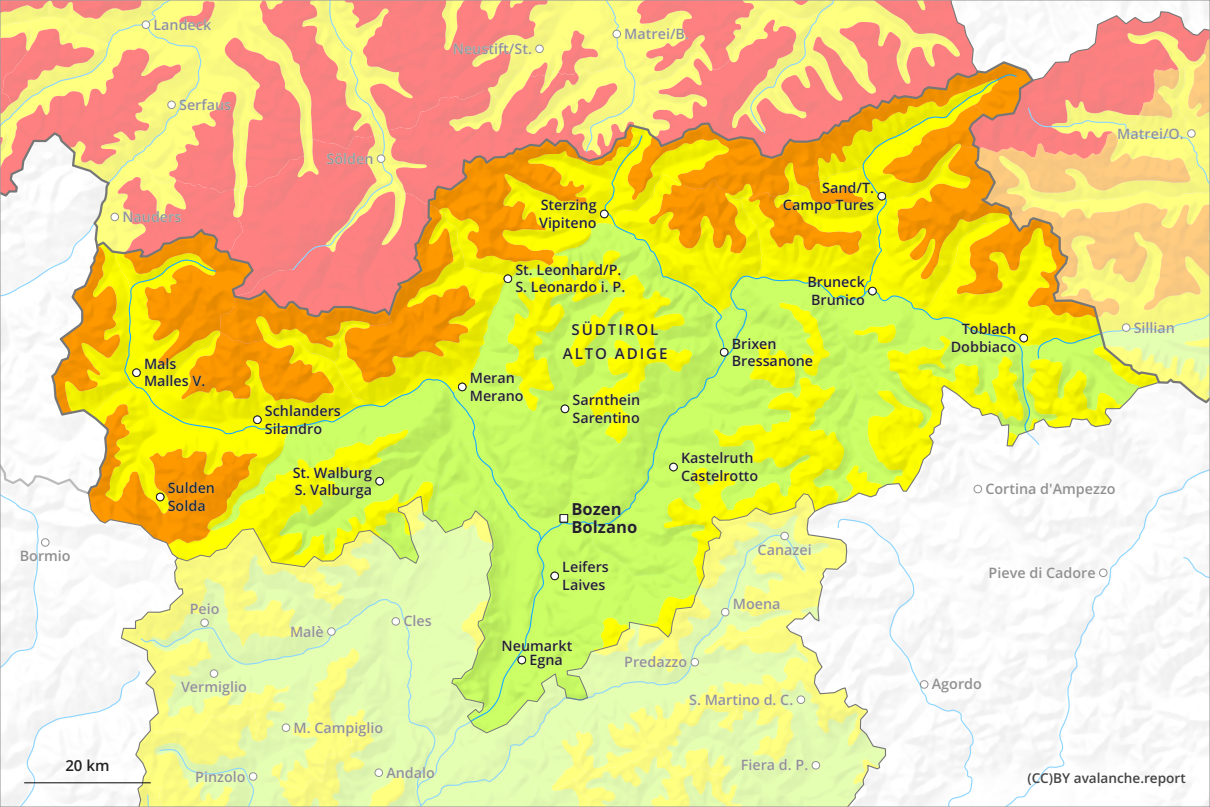 Landeck
Matrei/B
Neustift/St.
Serfaus
Matrei/O.
Sölden
Sand/T.
Campo Tures
Sterzing
Vipiteno
Nauders
St. Leonhard/P.
S. Leonardo i. P.
Bruneck
Brunico
SÜDTIROL
ALTO ADIGE
Toblach
Dobbiaco
Sillian
Brixen
Bressanone
Mals
Malles V.
Meran
Merano
Schlanders
Silandro
Sarnthein
Sarentino
Kastelruth
Castelrotto
St. Walburg
S. Valburga
Sulden
Solda
Cortina d'Ampezzo
Bozen
Bolzano
Bormio
Canazei
Leifers
Laives
Pieve di Cadore
Peio
Moena
Cles
Malè
Neumarkt
Egna
Predazzo
Vermiglio
Agordo
S. Martino d. C.
M. Campiglio
20 km
Pinzolo
Andalo
Fiera d. P.
(CC)BY avalanche.report